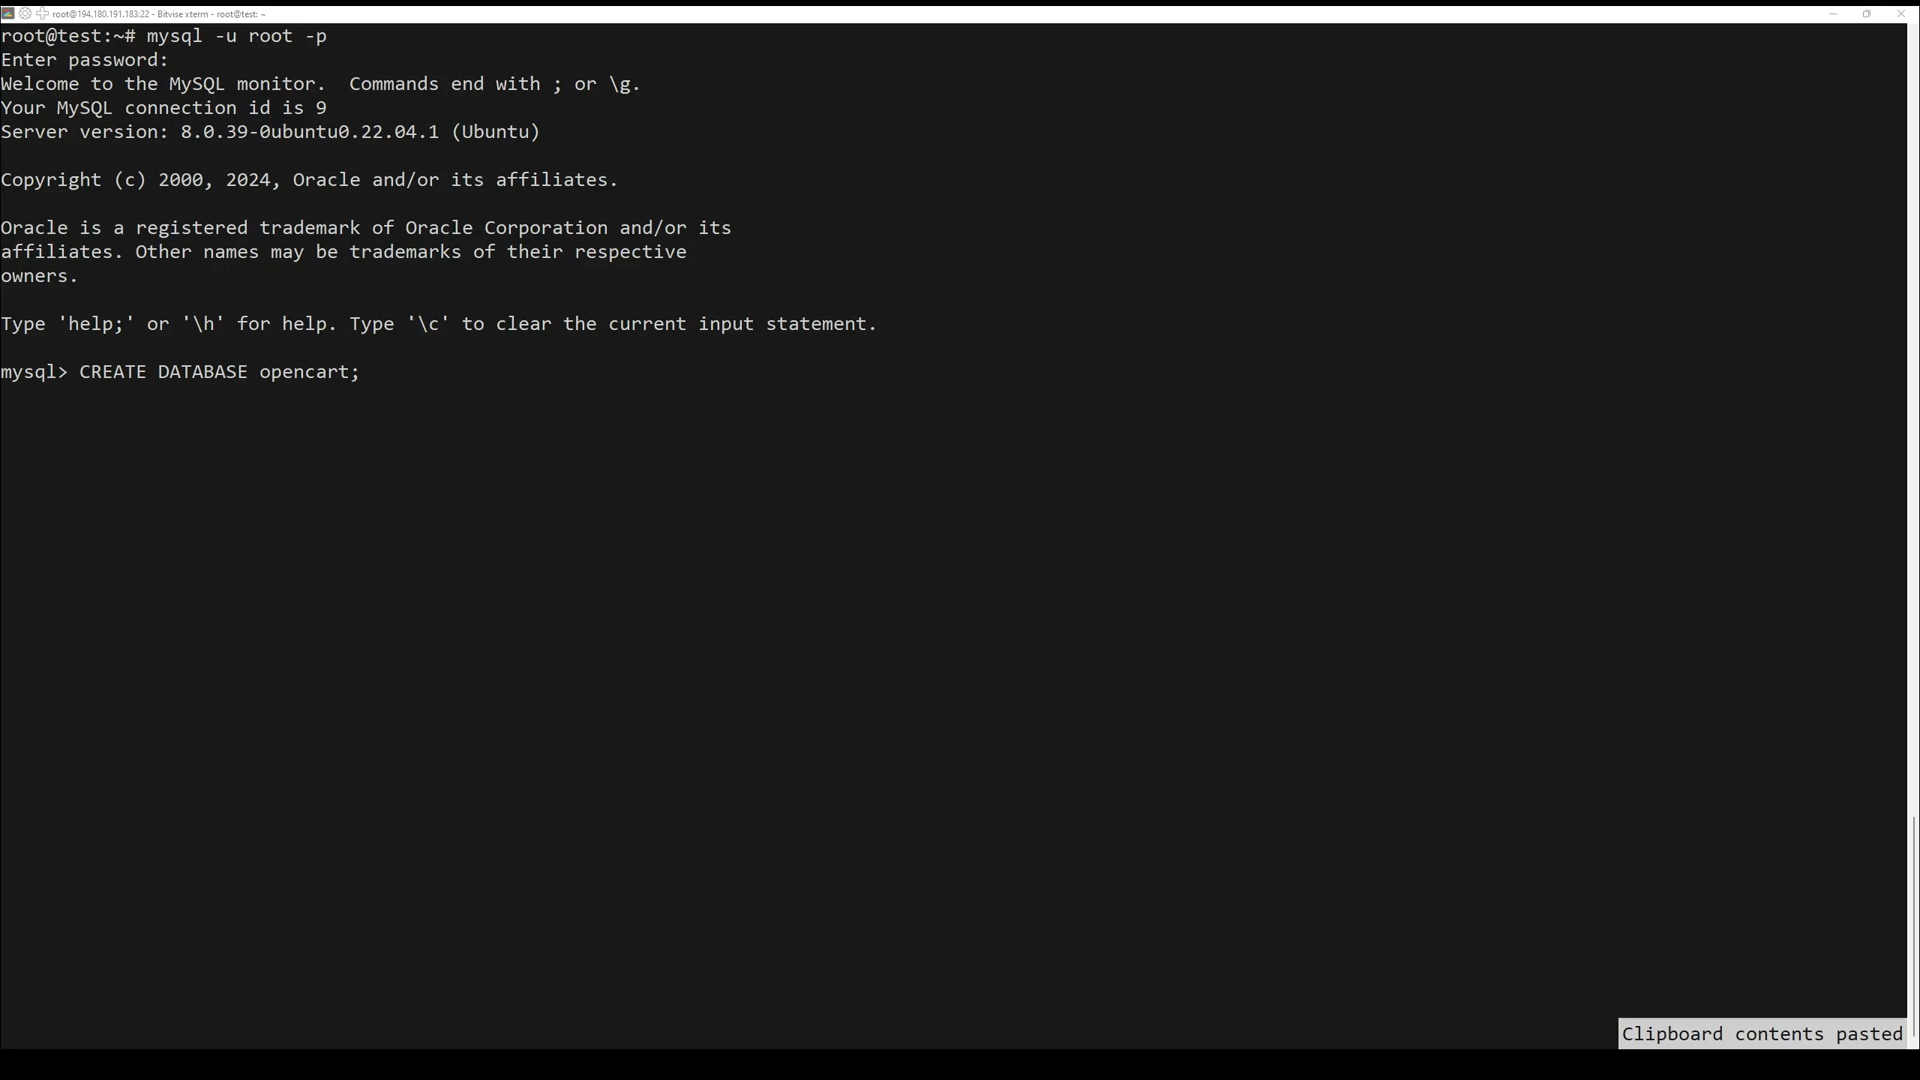 root@194.180.191.183:22 - Bitvise xterm - root@test: ~
root@test:~# mysql -u root -p
Enter password:
Welcome to the MySQL monitor.  Commands end with ; or \g.
Your MySQL connection id is 9
Server version: 8.0.39-0ubuntu0.22.04.1 (Ubuntu)
Copyright (c) 2000, 2024, Oracle and/or its affiliates.
Oracle is a registered trademark of Oracle Corporation and/or its
affiliates. Other names may be trademarks of their respective
owners.
Type 'help;' or '\h' for help. Type '\c' to clear the current input statement.
mysql> CREATE DATABASE opencart;
Clipboard contents pasted